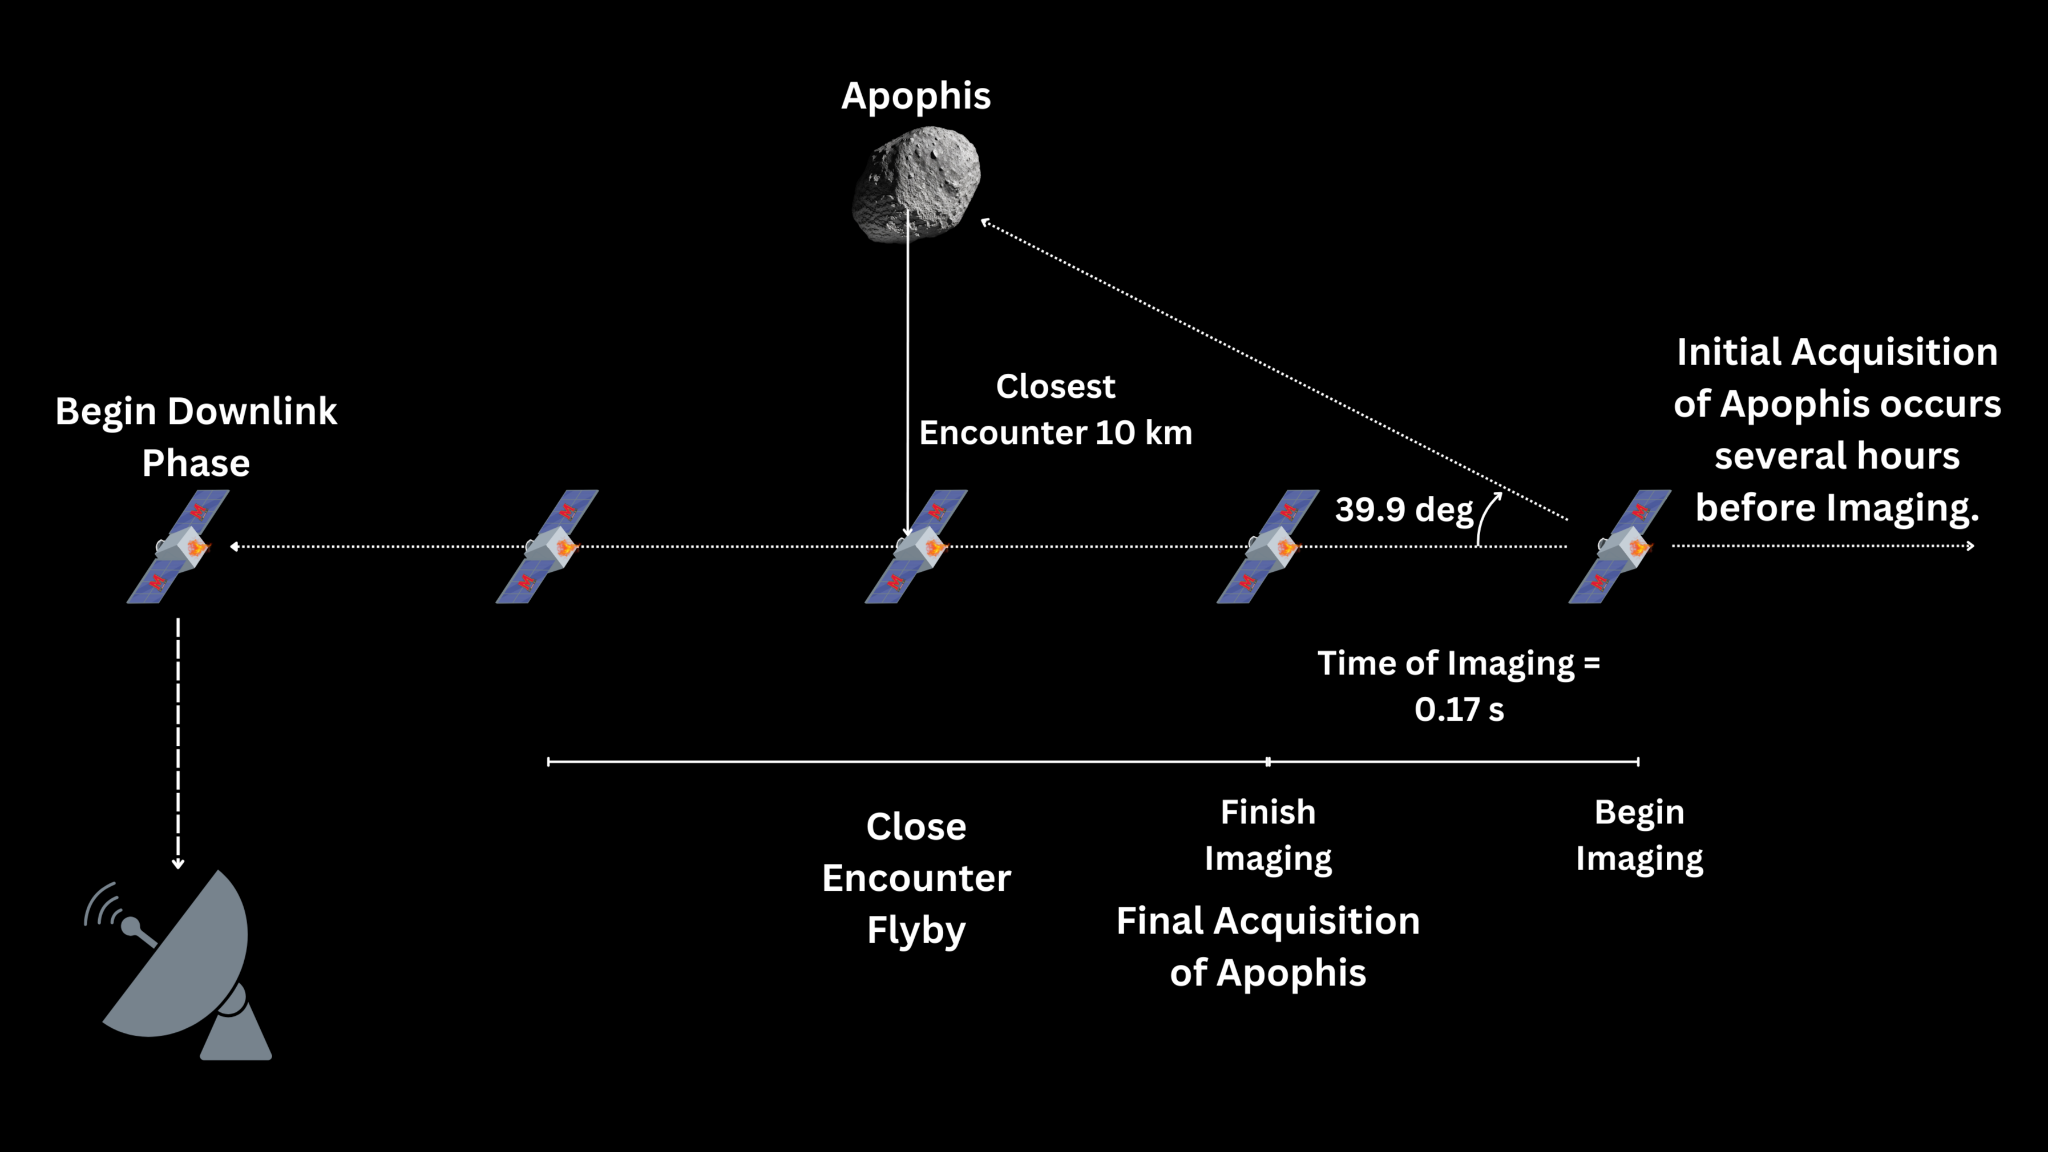 Apophis
Initial Acquisition
of Apophis occurs
several hours
before Imaging.
Closest
Encounter 10 km
Begin Downlink
Phase
39.9 deg
M
M
M
M
M
M
M
M
M
M
Time of Imaging =
0.17 s
Close
Encounter
Flyby
Finish
Imaging
Begin
Imaging
Final Acquisition
of Apophis